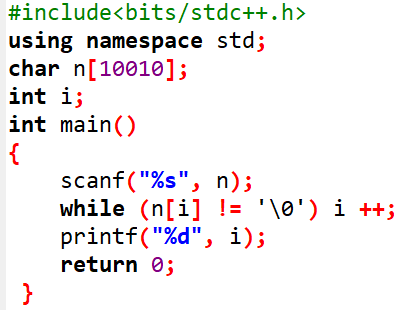 #include<bits/stdc++.h>
using namespace std;
char n[10010];
int i;
int main()
{
    scanf("%s", n);
    while (n[i] != '\0') i ++;
    printf("%d", i);
    return 0;
}